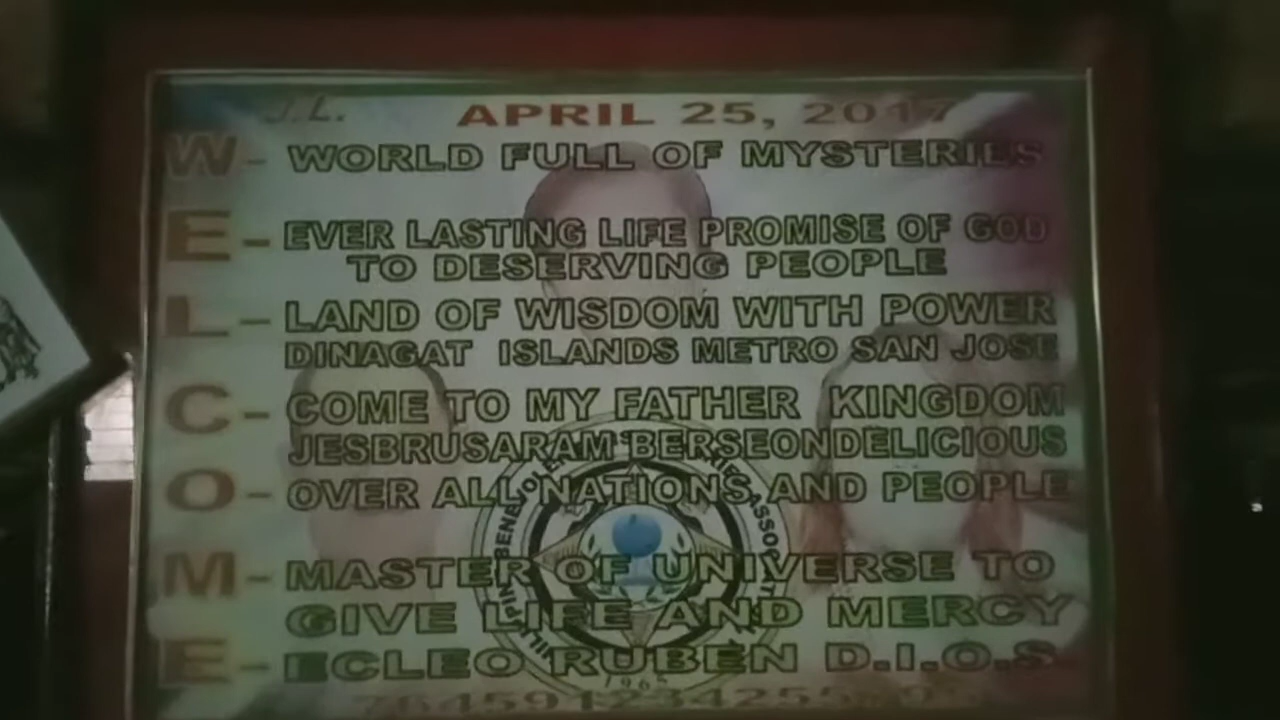 J.L.
APRIL 25, 2017
W- WORLD FULL OF MYSTERIES
E- EVER LASTING LIFE PROMISE OF GOD
TO DESERVING PEOPLE
L- LAND OF WISDOM WITH POWER
DINAGAT ISLANDS METRO SAN JOSE
C- COME TO MY FATHER KINGDOM
JESBRUSARAM BERSEONDELICIOUS
O- OVER ALL NATIONS AND PEOPLE
M- MASTER OF UNIVERSE TO
GIVE LIFE AND MERCY
E- ECLEO RUBEN D.I.O.S.
1965